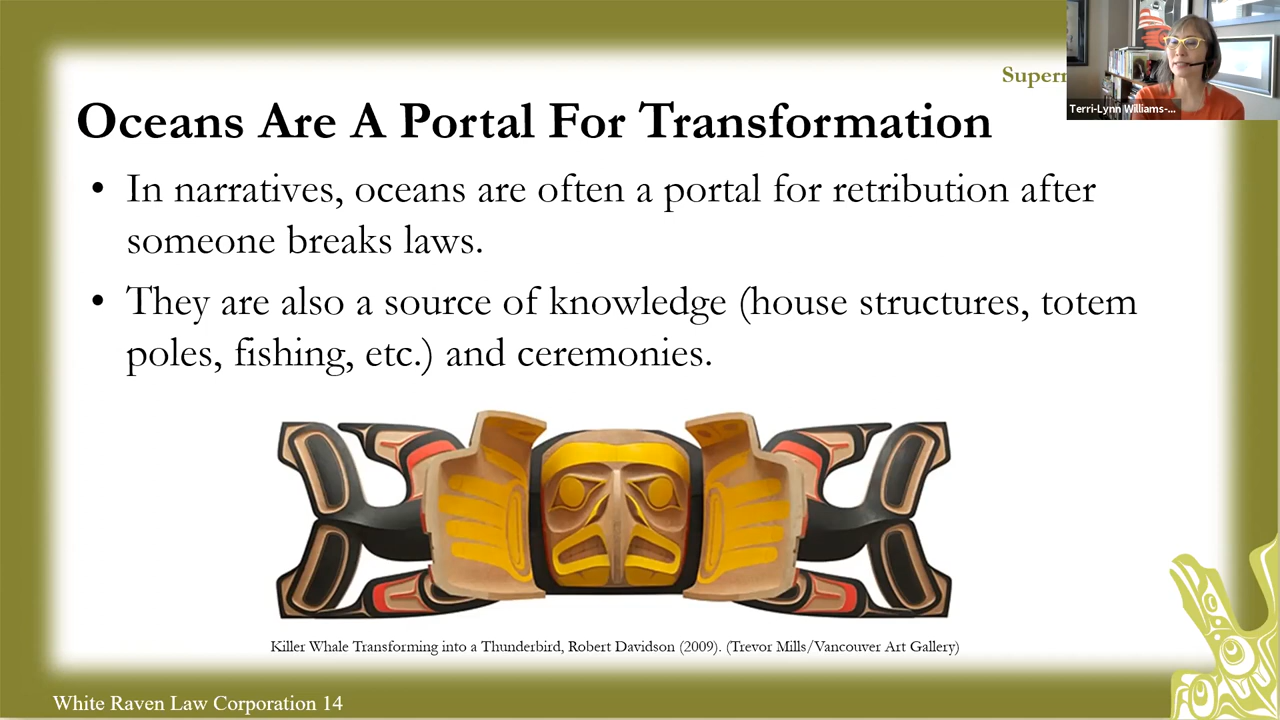 Terri-Lynn Williams-...
Oceans Are A Portal For Transformation
• In narratives, oceans are often a portal for retribution after
someone breaks laws.
• They are also a source of knowledge (house structures, totem
poles, fishing, etc.) and ceremonies.
Killer Whale Transforming into a Thunderbird, Robert Davidson (2009). (Trevor Mills/Vancouver Art Gallery)
White Raven Law Corporation 14